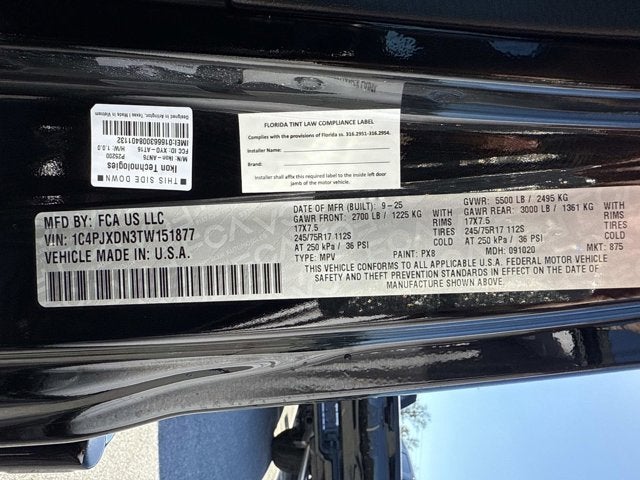 FLORIDA TINT LAW COMPLIANCE LABEL
Complies with the provisions of Florida ss. 316.2951-316.2954.
Installer Name:
Brand:
Installer shall affix this required label to the inside left door
jamb of the motor vehicle.
THIS SIDE DOWN
Ikon Technologies
P25200
M/N: Ikon -AN76
FCC: ID: XYO-AT16 H/W: 1.0.0
IMEI:016663008401132
Designed in Arlington, Texas | Made in Vietnam
MFD BY: FCA US LLC
VIN: 1C4PJXDN3TW151877
VEHICLE MADE IN: U.S.A.
DATE OF MFR (BUILT): 9-25 GVWR: 5500 LB / 2495 KG
GAWR FRONT: 2700 LB / 1225 KG GAWR REAR: 3000 LB / 1361 KG
17X7.5 RIMS 17X7.5 RIMS
245/75R17 112S TIRES 245/75R17 112S TIRES
AT 250 kPa / 36 PSI AT 250 kPa / 36 PSI
TYPE: MPV PAINT: PX8 MDH: 091020 MKT: 875
THIS VEHICLE CONFORMS TO ALL APPLICABLE U.S.A. FEDERAL MOTOR VEHICLE
SAFETY AND THEFT PREVENTION STANDARDS IN EFFECT ON THE DATE OF
MANUFACTURE SHOWN ABOVE.